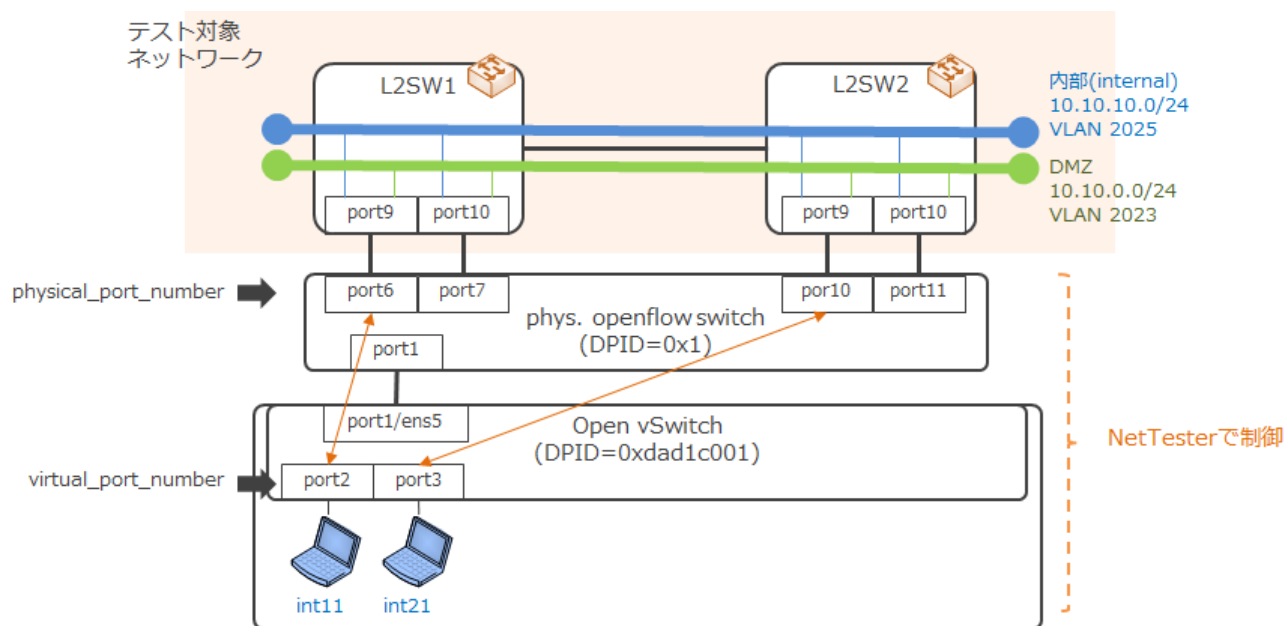 テスト対象
ネットワーク
L2SW1
L2SW2
内部(internal)
10.10.10.0/24
VLAN 2025
DMZ
10.10.0.0/24
VLAN 2023
port9
port10
port9
port10
physical_port_number
port6
port7
por10
port11
phys. openflow switch
(DPID=0x1)
port1
port1/ens5
Open vSwitch
(DPID=0xdad1c001)
NetTesterで制御
virtual_port_number
port2
port3
int11
int21